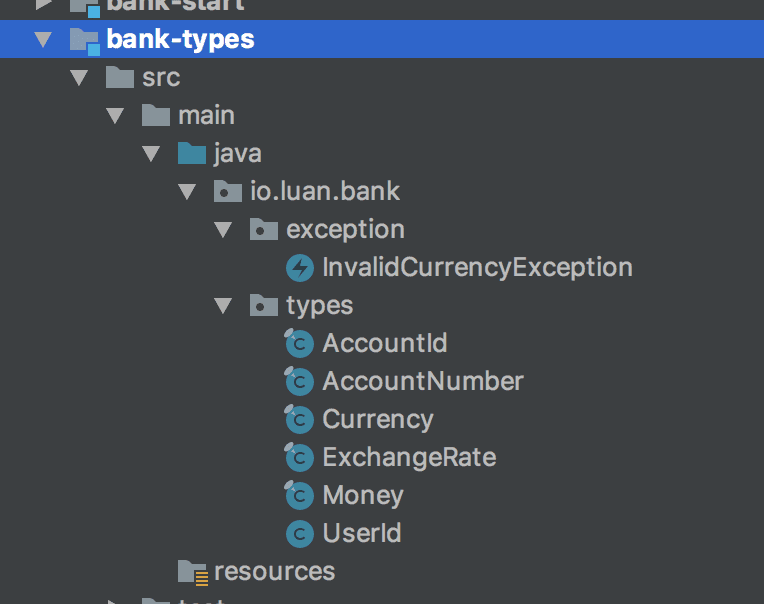 bank-start
bank-types
src
main
java
io.luan.bank
exception
InvalidCurrencyException
types
AccountId
AccountNumber
Currency
ExchangeRate
Money
UserId
resources
test